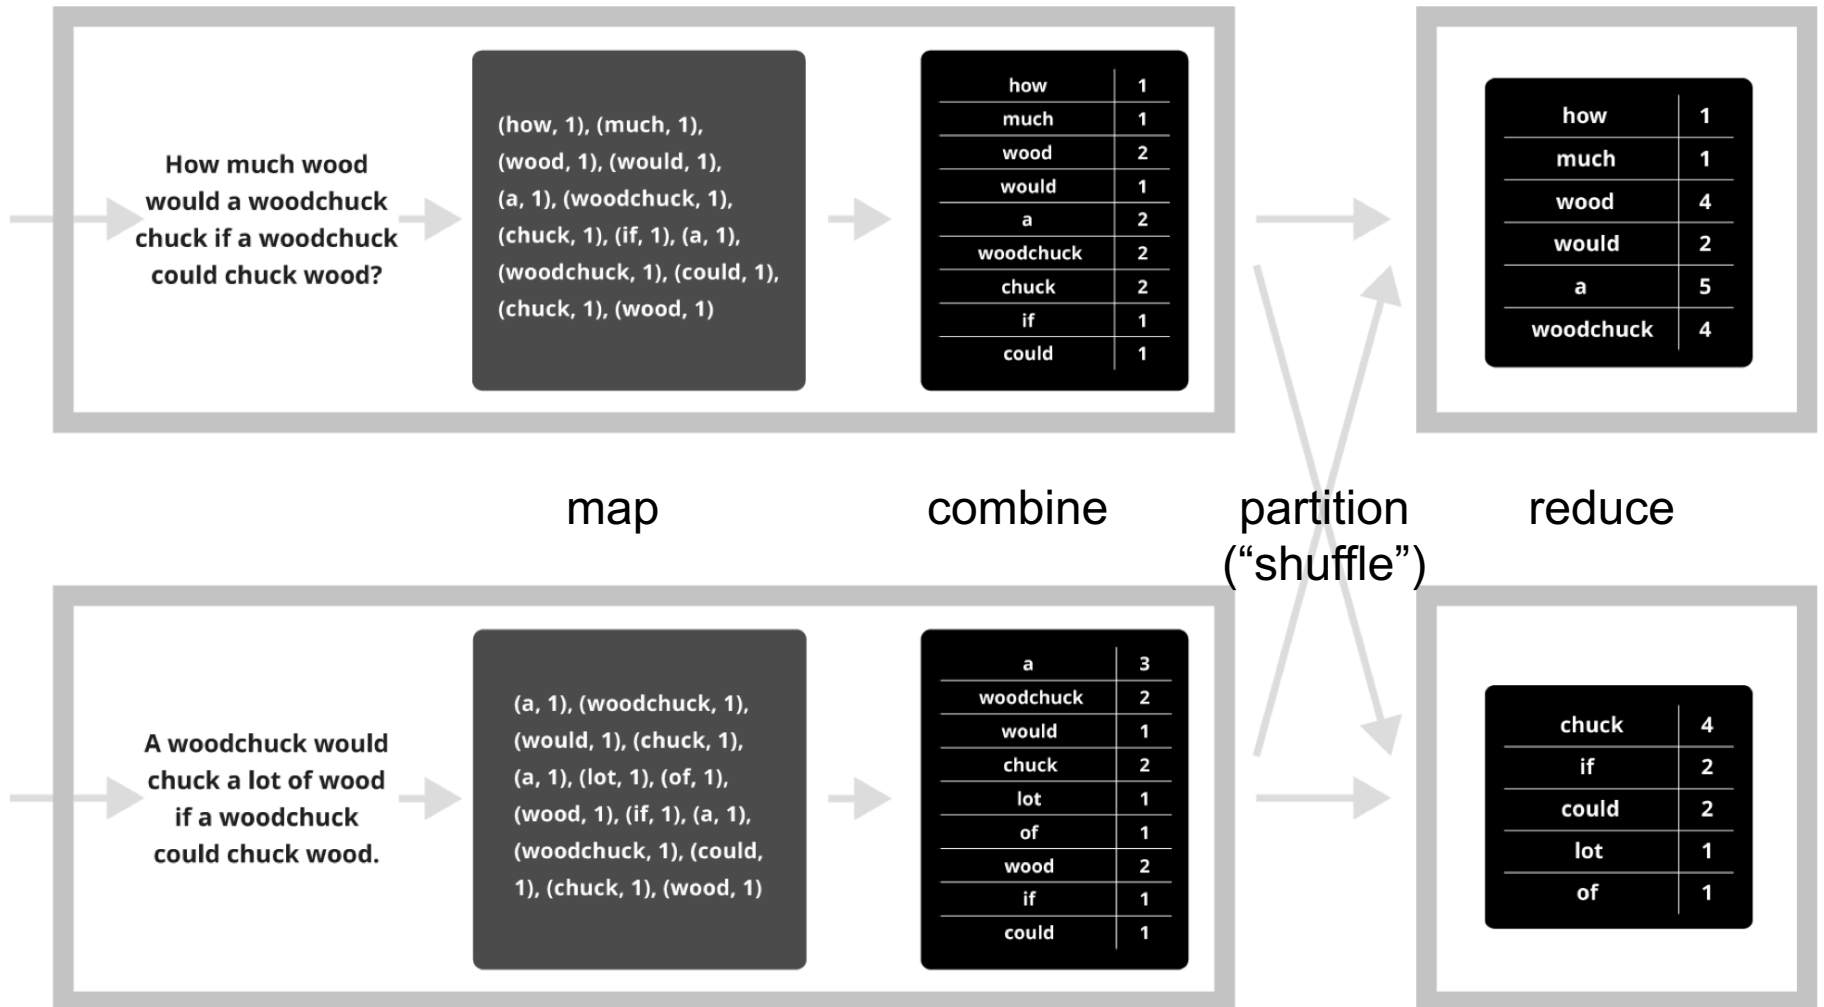 How much wood
would a woodchuck
chuck if a woodchuck
could chuck wood?
(how, 1), (much, 1),
(wood, 1), (would, 1),
(a, 1), (woodchuck, 1),
(chuck, 1), (if, 1), (a, 1),
(woodchuck, 1), (could, 1),
(chuck, 1), (wood, 1)
how 1
much 1
wood 2
would 1
a 2
woodchuck 2
chuck 2
if 1
could 1
how 1
much 1
wood 4
would 2
a 5
woodchuck 4
map
combine
partition
(“shuffle”)
reduce
A woodchuck would
chuck a lot of wood
if a woodchuck
could chuck wood.
(a, 1), (woodchuck, 1),
(would, 1), (chuck, 1),
(a, 1), (lot, 1), (of, 1),
(wood, 1), (if, 1), (a, 1),
(woodchuck, 1), (could,
1), (chuck, 1), (wood, 1)
a 3
woodchuck 2
would 1
chuck 2
lot 1
of 1
wood 2
if 1
could 1
chuck 4
if 2
could 2
lot 1
of 1